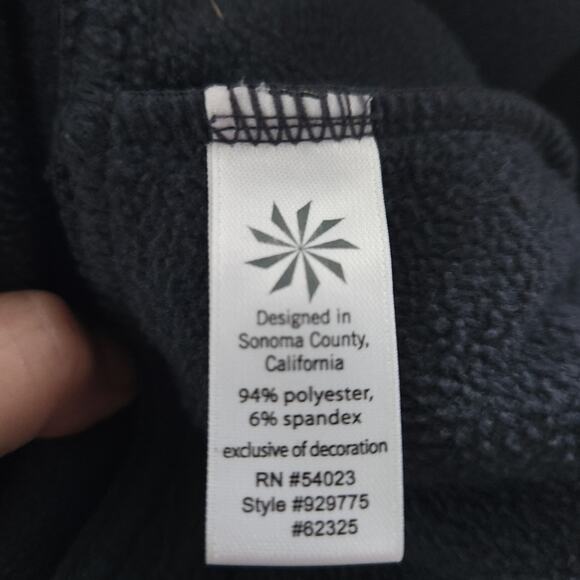 Designed in
Sonoma County,
California
94% polyester,
6% spandex
exclusive of decoration
RN #54023
Style #929775
#62325